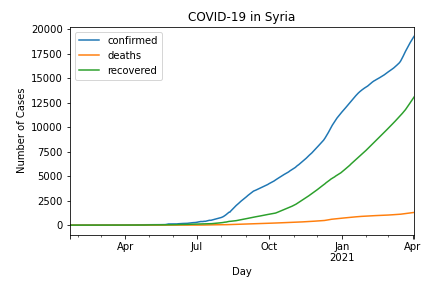 COVID-19 in Syria
confirmed
deaths
recovered
Number of Cases
20000
17500
15000
12500
10000
7500
5000
2500
0
Apr
Jul
Oct
Jan
2021
Apr
Day